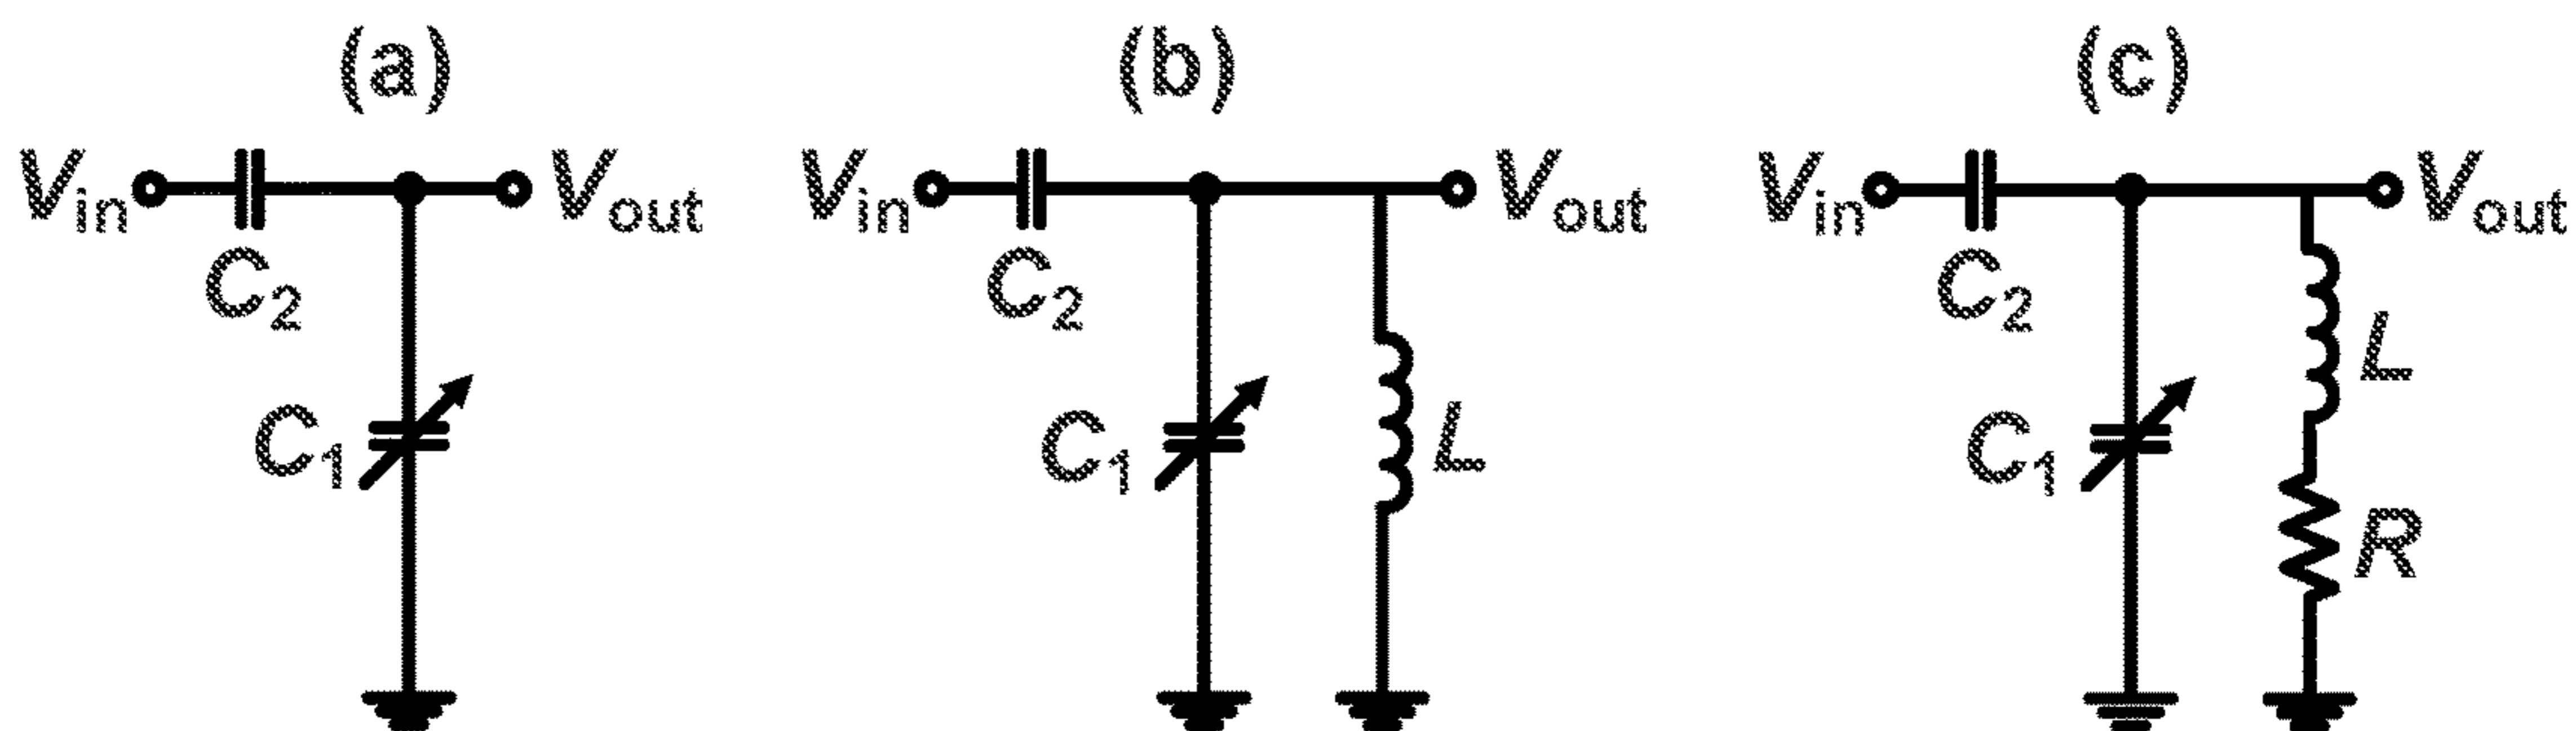 (a) (b) (c)
Vin Vout Vin Vout Vin Vout
C2 C2 C2
L
C1 C1 L C1
R